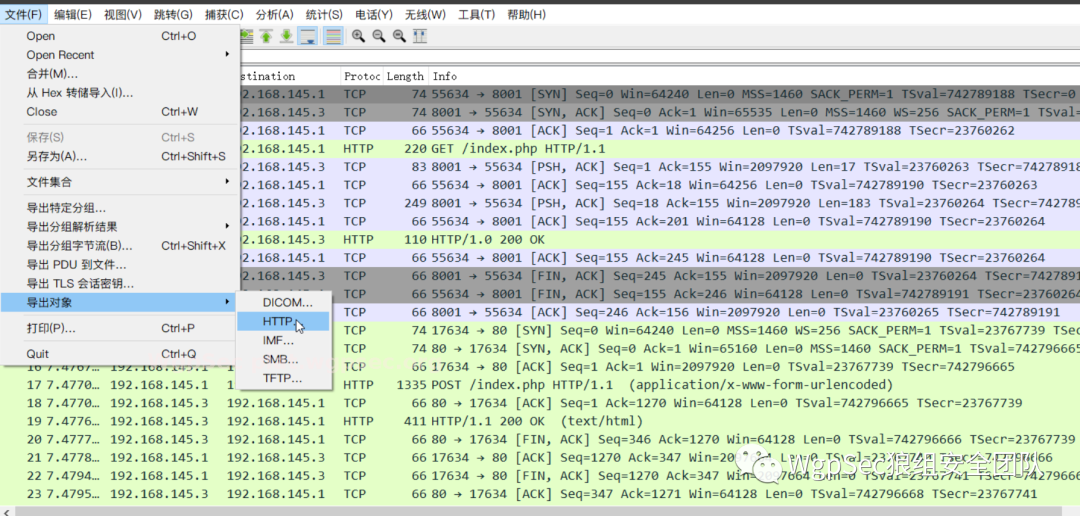 文件(F) 编辑(E) 视图(V) 跳转(G) 捕获(C) 分析(A) 统计(S) 电话(Y) 无线(W) 工具(T) 帮助(H)
Open Ctrl+O
Open Recent
合并(M)...
从 Hex 转储导入(I)...
Close Ctrl+W
保存(S) Ctrl+S
另存为(A)... Ctrl+Shift+S
文件集合
导出特定分组...
导出分组解析结果
导出分组字节流(B)... Ctrl+Shift+X
导出 PDU 到文件...
导出 TLS 会话密钥...
导出对象
打印(P)... Ctrl+P
Quit Ctrl+Q
DICOM...
HTTP...
IMF...
SMB...
TFTP...
stination Protoc Length Info
92.168.145.1 TCP 74 55634 → 8001 [SYN] Seq=0 Win=64240 Len=0 MSS=1460 SACK_PERM=1 TSval=742789188 TSecr=0
92.168.145.3 TCP 74 8001 → 55634 [SYN, ACK] Seq=0 Ack=1 Win=65535 Len=0 MSS=1460 WS=256 SACK_PERM=1 TSva
92.168.145.1 TCP 66 55634 → 8001 [ACK] Seq=1 Ack=1 Win=64256 Len=0 TSval=742789188 TSecr=23760262
92.168.145.1 HTTP 220 GET /index.php HTTP/1.1
92.168.145.3 TCP 83 8001 → 55634 [PSH, ACK] Seq=1 Ack=155 Win=2097920 Len=17 TSval=23760263 TSecr=7427891
92.168.145.1 TCP 66 55634 → 8001 [ACK] Seq=155 Ack=18 Win=64256 Len=0 TSval=742789190 TSecr=23760263
92.168.145.3 TCP 249 8001 → 55634 [PSH, ACK] Seq=18 Ack=155 Win=2097920 Len=183 TSval=23760264 TSecr=74278
92.168.145.1 TCP 66 55634 → 8001 [ACK] Seq=155 Ack=201 Win=64128 Len=0 TSval=742789190 TSecr=23760264
92.168.145.3 HTTP 110 HTTP/1.0 200 OK
92.168.145.1 TCP 66 55634 → 8001 [ACK] Seq=155 Ack=245 Win=64128 Len=0 TSval=742789190 TSecr=23760264
92.168.145.3 TCP 66 8001 → 55634 [FIN, ACK] Seq=245 Ack=155 Win=2097920 Len=0 TSval=23760264 TSecr=742789
TCP 66 55634 → 8001 [FIN, ACK] Seq=155 Ack=246 Win=64128 Len=0 TSval=742789191 TSecr=23760264
TCP 66 8001 → 55634 [ACK] Seq=246 Ack=156 Win=2097920 Len=0 TSval=23760265 TSecr=742789191
TCP 74 17634 → 80 [SYN] Seq=0 Win=64240 Len=0 MSS=1460 WS=256 SACK_PERM=1 TSval=23767739 TSecr=0
TCP 74 80 → 17634 [SYN, ACK] Seq=0 Ack=1 Win=65160 Len=0 MSS=1460 SACK_PERM=1 TSval=742796665
TCP 66 17634 → 80 [ACK] Seq=1 Ack=1 Win=2097920 Len=0 TSval=23767739 TSecr=742796665
17 7.4770… 192.168.145.1 192.168.145.3 HTTP 1335 POST /index.php HTTP/1.1 (application/x-www-form-urlencoded)
18 7.4770… 192.168.145.3 192.168.145.1 TCP 66 80 → 17634 [ACK] Seq=1 Ack=1270 Win=64128 Len=0 TSval=742796665 TSecr=23767739
19 7.4776… 192.168.145.3 192.168.145.1 HTTP 411 HTTP/1.1 200 OK (text/html)
20 7.4777… 192.168.145.3 192.168.145.1 TCP 66 80 → 17634 [FIN, ACK] Seq=346 Ack=1270 Win=64128 Len=0 TSval=742796666 TSecr=23767739
21 7.4778… 192.168.145.1 192.168.145.3 TCP 66 17634 → 80 [ACK] Seq=1270 Ack=347
22 7.4794… 192.168.145.1 192.168.145.3 TCP 66 17634 → 80 [FIN, ACK] Seq=1270 Ack=347
23 7.4795… 192.168.145.3 192.168.145.1 TCP 66 80 → 17634 [ACK] Seq=347 Ack=1271 Win=64128 Len=0 TSval=742796668 TSecr=23767741
WgpSec狼组安全团队